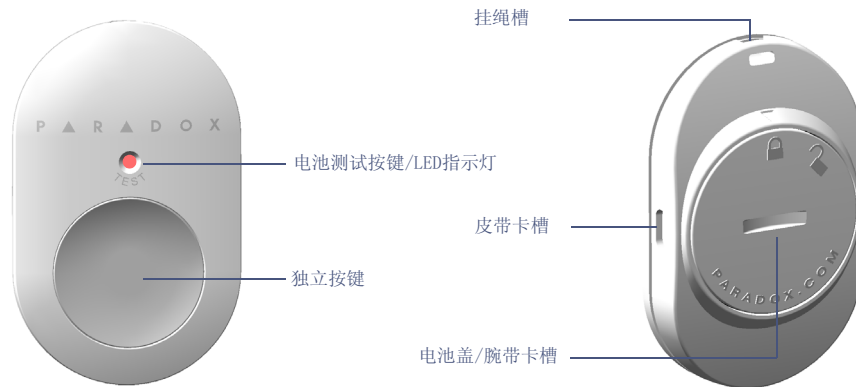 挂绳槽
PARADOX
电池测试按键/LED指示灯
TEST
皮带卡槽
独立按键
PARADOX.COM
电池盖/腕带卡槽